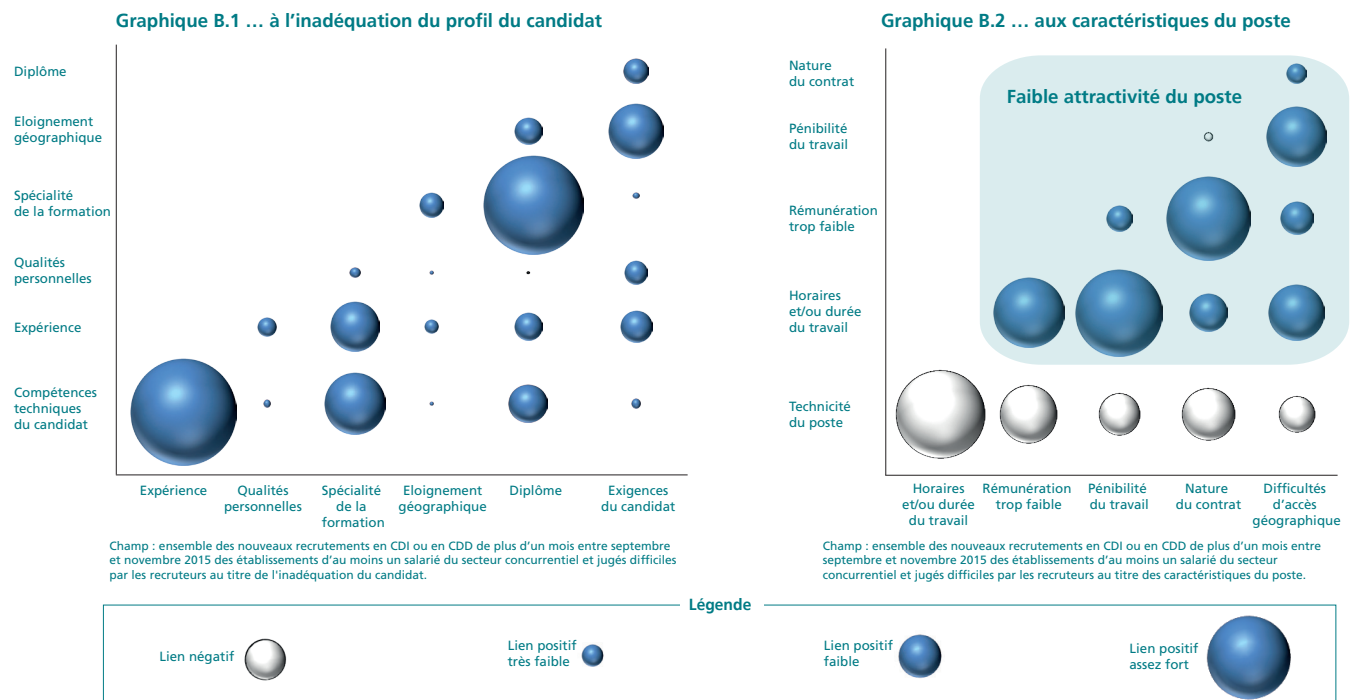 Graphique B.1 … à l’inadéquation du profil du candidat
Diplôme
Eloignement
géographique
Spécialité
de la formation
Qualités
personnelles
Expérience
Compétences
techniques
du candidat
Expérience
Qualités
personnelles
Spécialité
de la
formation
Eloignement
géographique
Diplôme
Exigences
du candidat
Champ : ensemble des nouveaux recrutements en CDI ou en CDD de plus d’un mois entre septembre
et novembre 2015 des établissements d’au moins un salarié du secteur concurrentiel et jugés difficiles
par les recruteurs au titre de l'inadéquation du candidat.
Graphique B.2 … aux caractéristiques du poste
Nature
du contrat
Faible attractivité du poste
Pénibilité
du travail
Rémunération
trop faible
Horaires
et/ou durée
du travail
Technicité
du poste
Horaires
et/ou durée
du travail
Rémunération
trop faible
Pénibilité
du travail
Nature
du contrat
Difficultés
d’accès
géographique
Champ : ensemble des nouveaux recrutements en CDI ou en CDD de plus d’un mois entre
septembre et novembre 2015 des établissements d’au moins un salarié du secteur
concurrentiel et jugés difficiles par les recruteurs au titre des caractéristiques du poste.
Légende
Lien négatif
Lien positif
très faible
Lien positif
faible
Lien positif
assez fort